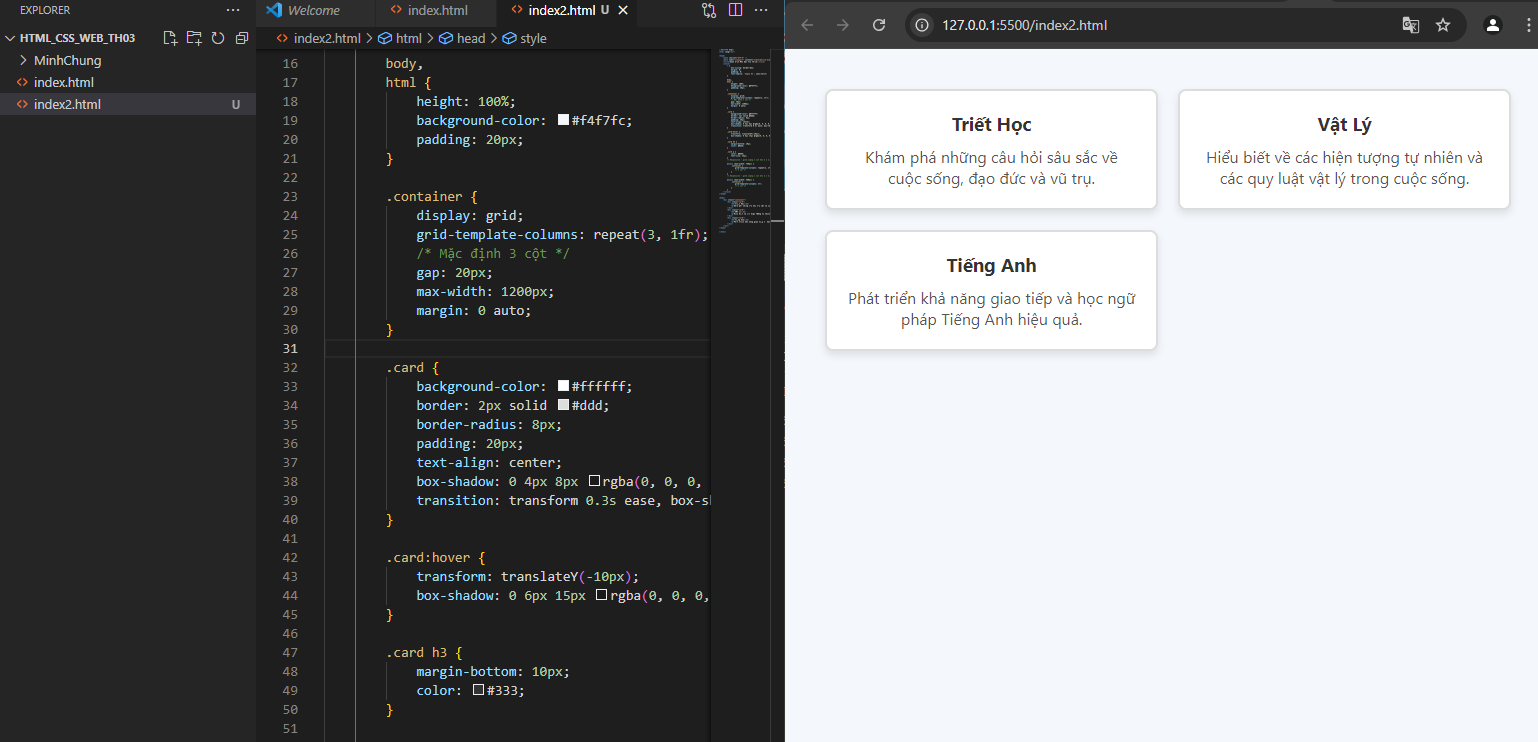 EXPLORER
HTML_CSS_WEB_TH03
MinhChung
index.html
index2.html U
Welcome
index.html
index2.html U
index2.html > html > head > style
16 body,
17 html {
18 height: 100%;
19 background-color: #f4f7fc;
20 padding: 20px;
21 }
22
23 .container {
24 display: grid;
25 grid-template-columns: repeat(3, 1fr);
26 /* Mặc định 3 cột */
27 gap: 20px;
28 max-width: 1200px;
29 margin: 0 auto;
30 }
31
32 .card {
33 background-color: #ffffff;
34 border: 2px solid #ddd;
35 border-radius: 8px;
36 padding: 20px;
37 text-align: center;
38 box-shadow: 0 4px 8px rgba(0, 0, 0,
39 transition: transform 0.3s ease, box-sh
40 }
41
42 .card:hover {
43 transform: translateY(-10px);
44 box-shadow: 0 6px 15px rgba(0, 0, 0,
45 }
46
47 .card h3 {
48 margin-bottom: 10px;
49 color: #333;
50 }
51
127.0.0.1:5500/index2.html
Triết Học
Khám phá những câu hỏi sâu sắc về
cuộc sống, đạo đức và vũ trụ.
Vật Lý
Hiểu biết về các hiện tượng tự nhiên và
các quy luật vật lý trong cuộc sống.
Tiếng Anh
Phát triển khả năng giao tiếp và học ngữ
pháp Tiếng Anh hiệu quả.